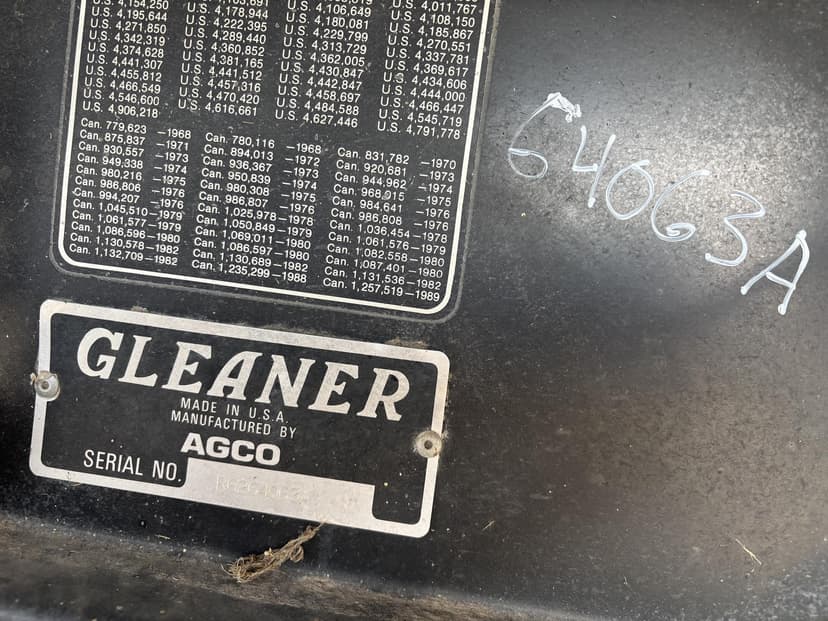 U.S. 4,011,767
U.S. 4,154,250 U.S. 4,106,649 U.S. 4,108,150
U.S. 4,195,644 U.S. 4,178,944 U.S. 4,180,081 U.S. 4,185,867
U.S. 4,271,850 U.S. 4,222,395 U.S. 4,229,799 U.S. 4,270,551
U.S. 4,342,319 U.S. 4,289,440 U.S. 4,313,729 U.S. 4,337,781
U.S. 4,374,628 U.S. 4,360,852 U.S. 4,362,005 U.S. 4,369,617
U.S. 4,441,307 U.S. 4,381,165 U.S. 4,430,847 U.S. 4,434,606
U.S. 4,455,812 U.S. 4,441,512 U.S. 4,442,847 U.S. 4,444,000
U.S. 4,466,549 U.S. 4,457,316 U.S. 4,458,697 U.S. 4,466,447
U.S. 4,546,600 U.S. 4,470,420 U.S. 4,484,588 U.S. 4,545,719
U.S. 4,906,218 U.S. 4,616,661 U.S. 4,627,446 U.S. 4,791,778
Can. 779,623 —1968 Can. 780,116 —1968 Can. 831,782 —1970
Can. 875,837 —1971 Can. 894,013 —1972 Can. 920,681 —1973
Can. 930,557 —1973 Can. 936,367 —1973 Can. 944,962 —1974
Can. 949,338 —1974 Can. 950,839 —1974 Can. 968,015 —1975
Can. 980,216 —1975 Can. 980,308 —1975 Can. 984,641 —1976
Can. 986,806 —1976 Can. 986,807 —1976 Can. 986,808 —1976
Can. 994,207 —1976 Can. 1,025,978 —1978 Can. 1,036,454 —1978
Can. 1,045,510 —1979 Can. 1,050,849 —1979 Can. 1,061,576 —1979
Can. 1,061,577 —1979 Can. 1,069,011 —1980 Can. 1,082,558 —1980
Can. 1,086,596 —1980 Can. 1,086,597 —1980 Can. 1,087,401 —1980
Can. 1,130,578 —1982 Can. 1,130,689 —1982 Can. 1,131,536 —1982
Can. 1,132,709 —1982 Can. 1,235,299 —1988 Can. 1,257,519 —1989
64063A
GLEANER
MADE IN U.S.A.
MANUFACTURED BY
AGCO
SERIAL NO.